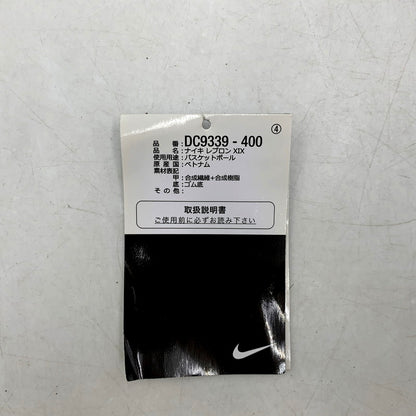 ④
品番:DC9339-400
品名:ナイキ レブロン XIX
使用用途:バスケットボール
原産国:ベトナム
素材表記
甲:合成繊維+合成樹脂
底:ゴム底
その他:
取扱説明書
ご使用前に必ずお読み下さい